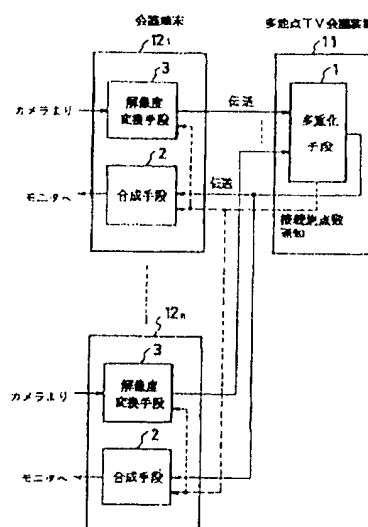 会議端末
多地点TV会議装置
12₁
11
3
1
カメラより
解像度
変換手段
伝送
多重化
手段
2
モニタへ
合成手段
伝送
接続地点数
通知
12ₙ
3
カメラより
解像度
変換手段
2
モニタへ
合成手段